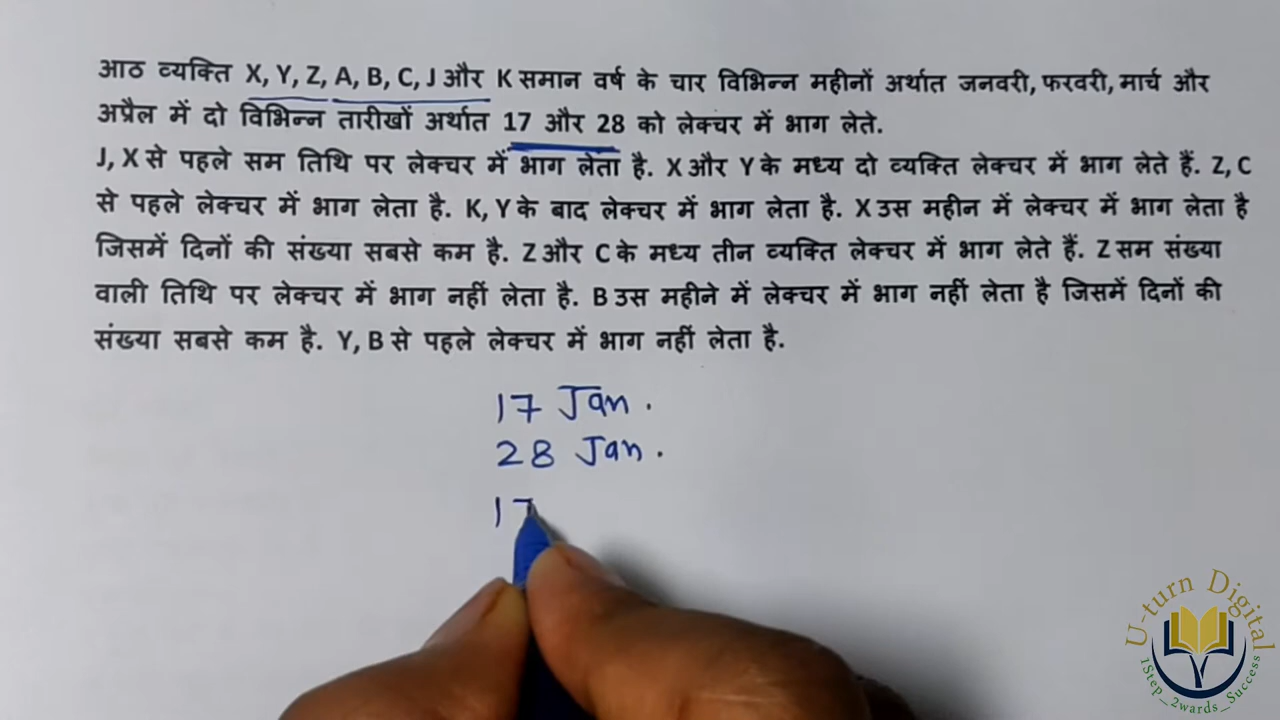 आठ व्यक्ति X, Y, Z, A, B, C, J और K समान वर्ष के चार विभिन्न महीनों अर्थात जनवरी, फरवरी, मार्च और
अप्रैल में दो विभिन्न तारीखों अर्थात 17 और 28 को लेक्चर में भाग लेते.
J, X से पहले सम तिथि पर लेक्चर में भाग लेता है. X और Y के मध्य दो व्यक्ति लेक्चर में भाग लेते हैं. Z, C
से पहले लेक्चर में भाग लेता है. K, Y के बाद लेक्चर में भाग लेता है. X उस महीन में लेक्चर में भाग लेता है
जिसमें दिनों की संख्या सबसे कम है. Z और C के मध्य तीन व्यक्ति लेक्चर में भाग लेते हैं. Z सम संख्या
वाली तिथि पर लेक्चर में भाग नहीं लेता है. B उस महीने में लेक्चर में भाग नहीं लेता है जिसमें दिनों की
संख्या सबसे कम है. Y, B से पहले लेक्चर में भाग नहीं लेता है.
17 Jan.
28 Jan.
17
U-turn Digital
1Step_2wards_Success